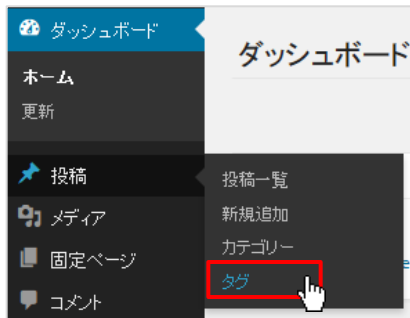 ダッシュボード
ダッシュボード
ホーム
更新
投稿
投稿一覧
新規追加
カテゴリー
タグ
メディア
固定ページ
コメント
e